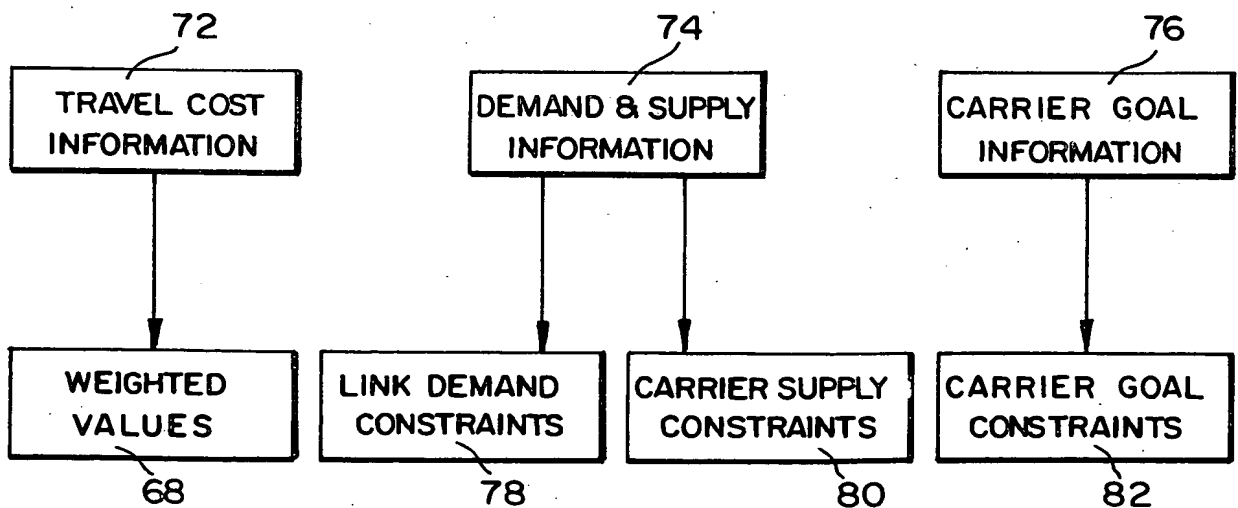 72
74
76
TRAVEL COST
INFORMATION
DEMAND & SUPPLY
INFORMATION
CARRIER GOAL
INFORMATION
WEIGHTED
VALUES
LINK DEMAND
CONSTRAINTS
CARRIER SUPPLY
CONSTRAINTS
CARRIER GOAL
CONSTRAINTS
68
78
80
82